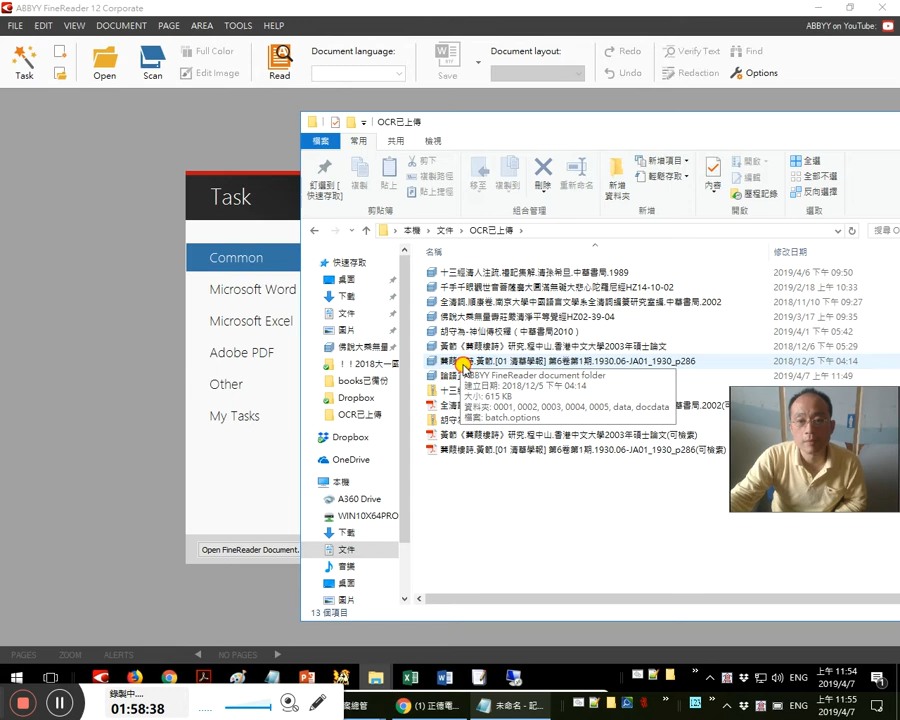 ABBYY FineReader 12 Corporate
FILE EDIT VIEW DOCUMENT PAGE AREA TOOLS HELP
ABBYY on YouTube:
Task
Open
Scan
Full Color
Edit Image
Read
Document language:
Save
Document layout:
Redo
Undo
Verify Text
Redaction
Find
Options
OCR已上傳
檔案 常用 共用 檢視
釘選到 [
快速存取]
複製
貼上
剪下
複製路徑
貼上捷徑
剪貼簿
移至
複製到
刪除
重新命名
組合管理
新增
資料夾
新增項目
輕鬆存取
新增
內容
開啟
編輯
歷程記錄
開啟
全選
全部不選
反向選擇
選取
本機 › 文件 › OCR已上傳 ›
搜尋 O
名稱
修改日期
Task
Common
Microsoft Word
Microsoft Excel
Adobe PDF
Other
My Tasks
Open FineReader Document.
快速存取
桌面
下載
文件
圖片
佛說大乘無量
！！2018大一國
books已備份
Dropbox
OCR已上傳
Dropbox
OneDrive
本機
A360 Drive
WIN10X64PRO
下載
文件
音樂
桌面
圖片
十三經清人注疏.禮記集解.清孫希旦.中華書局.1989 2019/4/6 下午 09:50
千手千眼觀世音菩薩廣大圓滿無礙大悲心陀羅尼經HZ14-10-02 2019/2/18 上午 10:33
全清詞.順康卷.南京大學中國語言文學系全清詞編纂研究室編.中華書局.2002 2018/11/10 上午 09:27
佛說大乘無量壽莊嚴清淨平等覺經HZ02-39-04 2019/3/17 上午 09:35
胡守為-神仙傳校釋（中華書局2010） 2019/4/1 上午 05:42
黃節《蒹葭樓詩》研究.程中山.香港中文大學2003年碩士論文 2018/12/6 下午 05:29
黃節.[01 清華學報] 第6卷第1期.1930.06-JA01_1930_p286 2018/12/5 下午 04:14
論語 2019/4/7 上午 11:49
ABBYY FineReader document folder
建立日期: 2018/12/5 下午 04:14
大小: 615 KB
資料夾: 0001, 0002, 0003, 0004, 0005, data, docdata
檔案: batch.options
黃節《蒹葭樓詩》研究.程中山.香港中文大學2003年碩士論文(可檢索)
蒹葭樓詩.黃節.[01 清華學報] 第6卷第1期.1930.06-JA01_1930_p286(可檢索)
13 個項目
PAGES ZOOM ALERTS NO PAGES
ENG
上午 11:54
2019/4/7
錄製中....
01:58:38
案總管
(1) 正德電...
未命名 - 記...
ENG
上午 11:55
2019/4/7